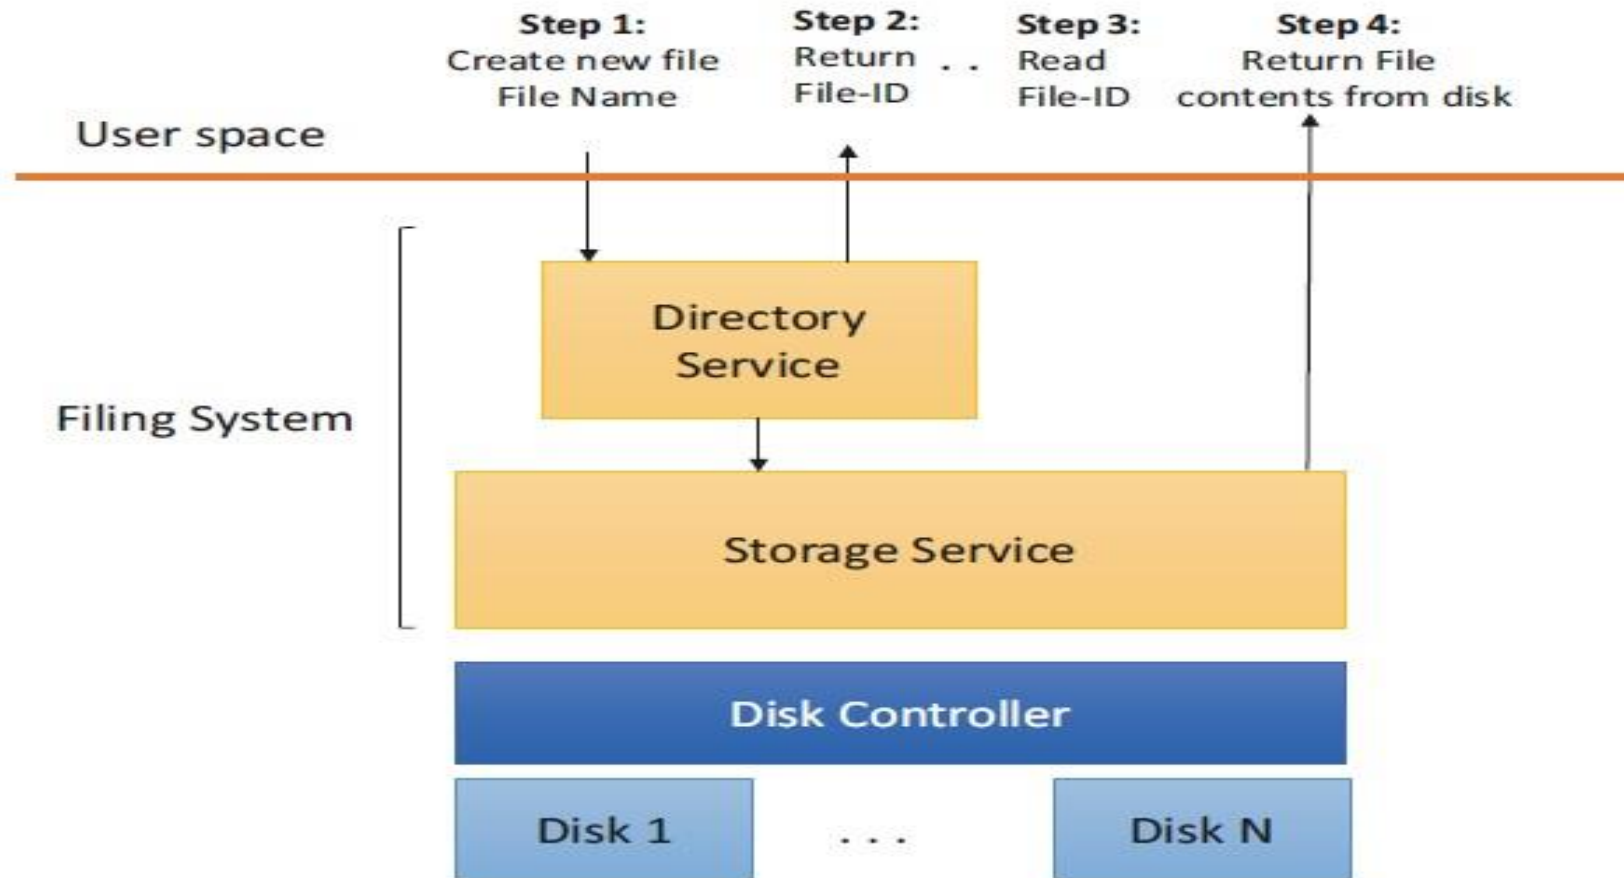 Step 1:
Create new file
File Name
Step 2:
Return
File-ID
. .
Step 3:
Read
File-ID
Step 4:
Return File
contents from disk
User space
Directory
Service
Filing System
Storage Service
Disk Controller
Disk 1
. . .
Disk N